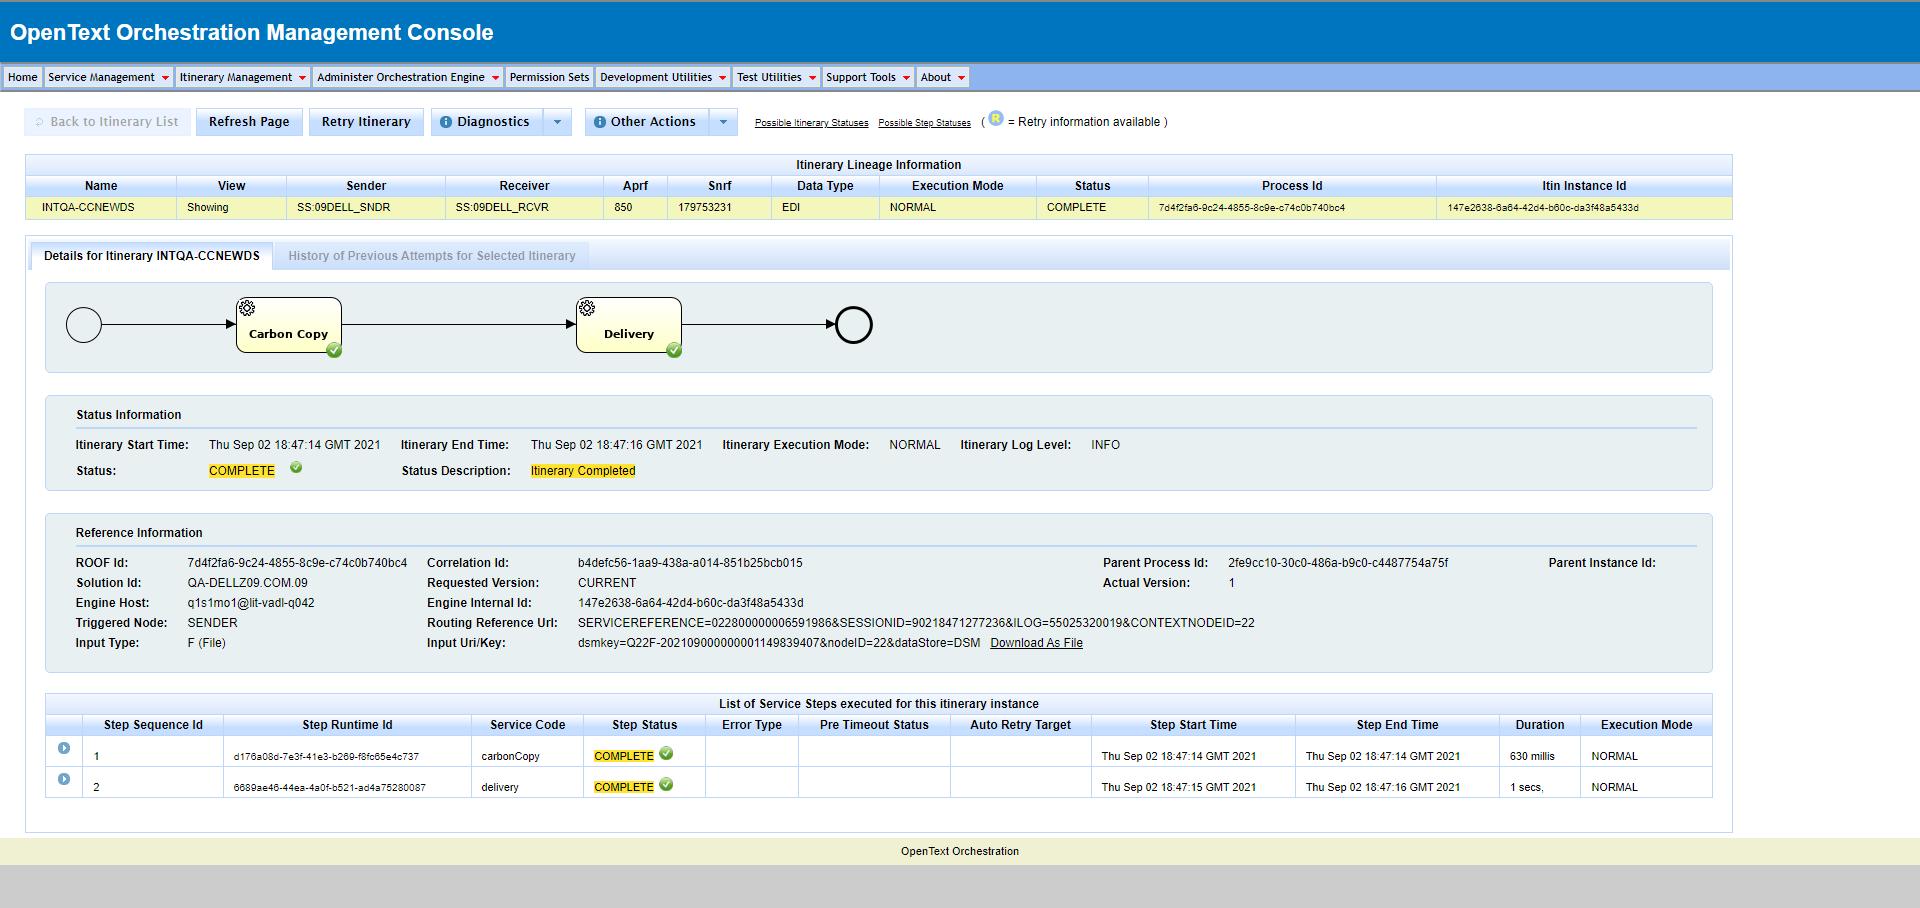 OpenText Orchestration Management Console
Home Service Management Itinerary Management Administer Orchestration Engine Permission Sets Development Utilities Test Utilities Support Tools About
Back to Itinerary List Refresh Page Retry Itinerary Diagnostics Other Actions Possible Itinerary Statuses Possible Step Statuses ( R = Retry information available )
Itinerary Lineage Information
Name View Sender Receiver Aprf Snrf Data Type Execution Mode Status Process Id Itin Instance Id
INTQA-CCNEWDS Showing SS:09DELL_SNDR SS:09DELL_RCVR 850 179753231 EDI NORMAL COMPLETE 7d4f2fa6-9c24-4855-8c9e-c74c0b740bc4 147e2638-6a64-42d4-b60c-da3f48a5433d
Details for Itinerary INTQA-CCNEWDS History of Previous Attempts for Selected Itinerary
Carbon Copy Delivery
Status Information
Itinerary Start Time: Thu Sep 02 18:47:14 GMT 2021 Itinerary End Time: Thu Sep 02 18:47:16 GMT 2021 Itinerary Execution Mode: NORMAL Itinerary Log Level: INFO
Status: COMPLETE Status Description: Itinerary Completed
Reference Information
ROOF Id: 7d4f2fa6-9c24-4855-8c9e-c74c0b740bc4 Correlation Id: b4defc56-1aa9-438a-a014-851b25bcb015 Parent Process Id: 2fe9cc10-30c0-486a-b9c0-c4487754a75f Parent Instance Id:
Solution Id: QA-DELLZ09.COM.09 Requested Version: CURRENT Actual Version: 1
Engine Host: q1s1mo1@lit-vadl-q042 Engine Internal Id: 147e2638-6a64-42d4-b60c-da3f48a5433d
Triggered Node: SENDER Routing Reference Url: SERVICEREFERENCE=022800000006591986&SESSIONID=90218471277236&ILOG=55025320019&CONTEXTNODEID=22
Input Type: F (File) Input Uri/Key: dsmkey=Q22F-202109000000001149839407&nodeID=22&dataStore=DSM Download As File
List of Service Steps executed for this itinerary instance
Step Sequence Id Step Runtime Id Service Code Step Status Error Type Pre Timeout Status Auto Retry Target Step Start Time Step End Time Duration Execution Mode
1 d176a08d-7e3f-41e3-b269-f8fc65e4c737 carbonCopy COMPLETE Thu Sep 02 18:47:14 GMT 2021 Thu Sep 02 18:47:14 GMT 2021 630 millis NORMAL
2 6689ae46-44ea-4a0f-b521-ad4a75280087 delivery COMPLETE Thu Sep 02 18:47:15 GMT 2021 Thu Sep 02 18:47:16 GMT 2021 1 secs, NORMAL
OpenText Orchestration